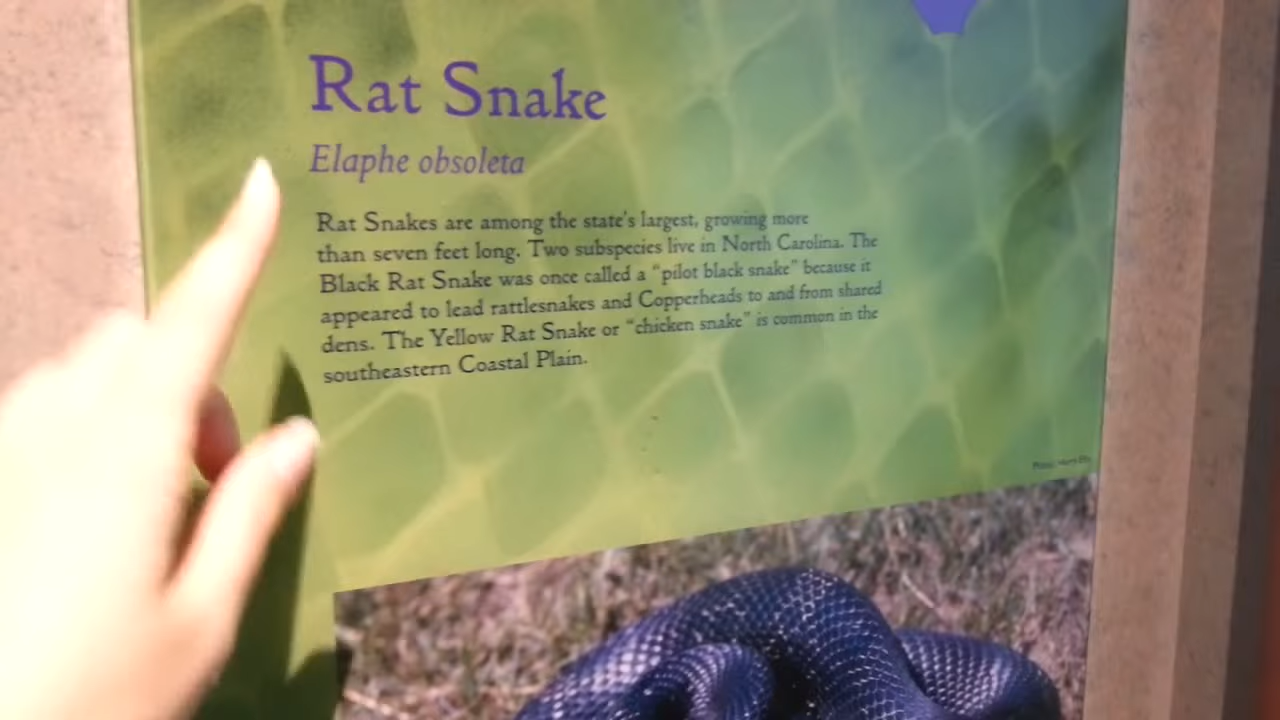 Rat Snake
Elaphe obsoleta
Rat Snakes are among the state's largest, growing more
than seven feet long. Two subspecies live in North Carolina. The
Black Rat Snake was once called a “pilot black snake” because it
appeared to lead rattlesnakes and Copperheads to and from shared
dens. The Yellow Rat Snake or “chicken snake” is common in the
southeastern Coastal Plain.